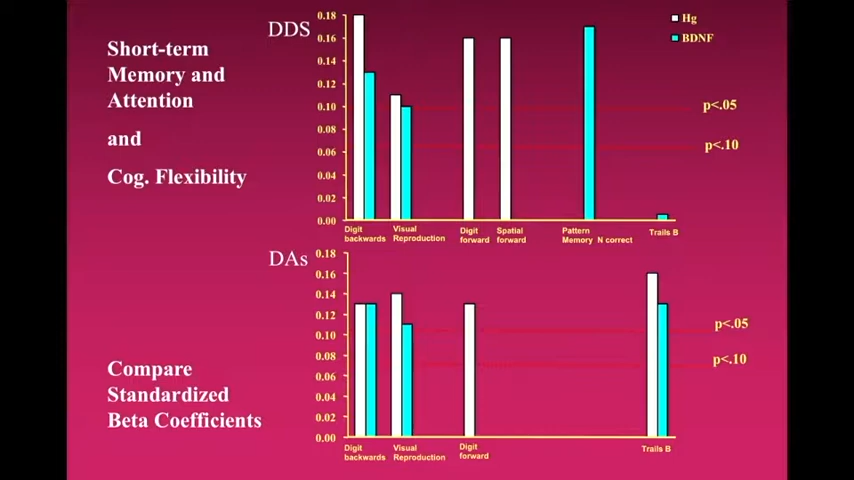 Short-term
Memory and
Attention
and
Cog. Flexibility
DDS
0.18
0.16
0.14
0.12
0.10
0.08
0.06
0.04
0.02
0.00
Hg
BDNF
p<.05
p<.10
Digit backwards
Visual Reproduction
Digit forward
Spatial forward
Pattern Memory N correct
Trails B
DAs
0.18
0.16
0.14
0.12
0.10
0.08
0.06
0.04
0.02
0.00
p<.05
p<.10
Digit backwards
Visual Reproduction
Digit forward
Trails B
Compare
Standardized
Beta Coefficients